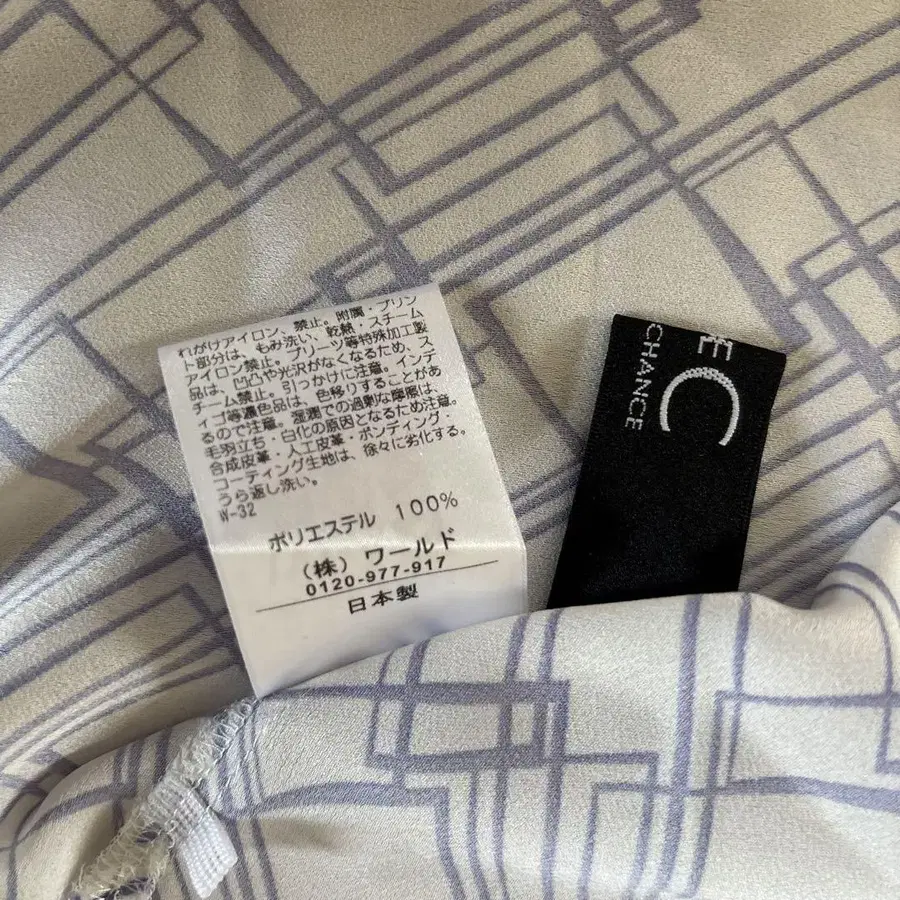 れがけアイロン、禁止。附属・プリン
ト部分は、もみ洗い、乾熱・スチーム
アイロン禁止。プリーツ等特殊加工製
品は、凹凸や光沢がなくなるため、ス
チーム禁止。引っかけに注意。インデ
ィゴ等濃色品は、色移りすることがあ
るので注意。湿潤での過剰な摩擦は、
毛羽立ち・白化の原因となるため注意。
合成皮革・人工皮革・ボンディング・
コーティング生地は、徐々に劣化する。
うら返し洗い。
W-32
ポリエステル 100%
(株) ワールド
0120-977-917
日本製
E
C
CHANCE